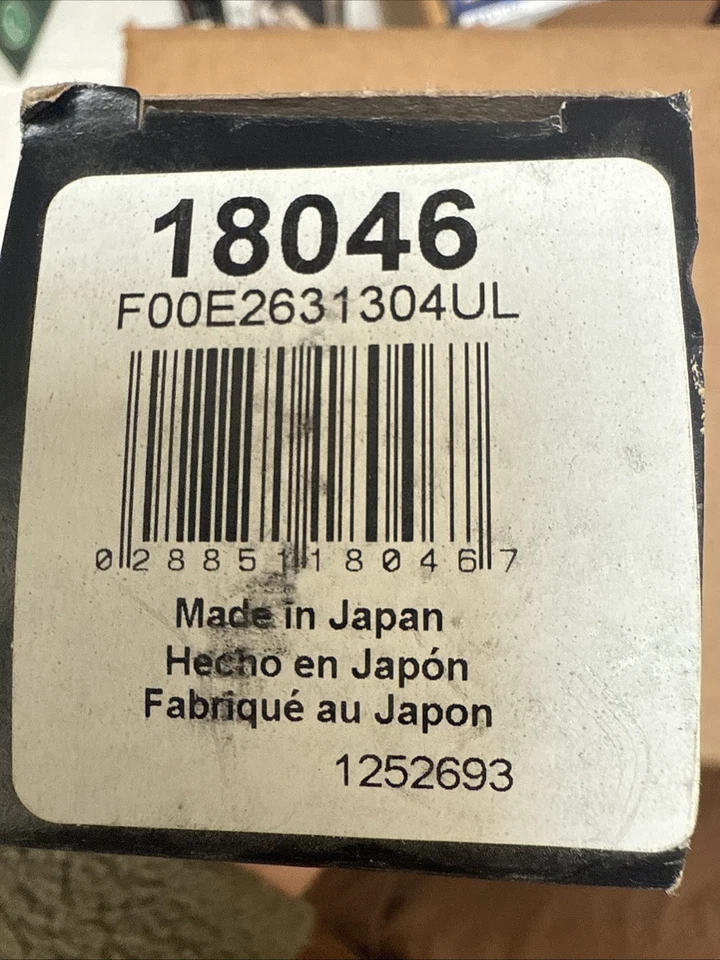 18046
F00E2631304UL
0 28851 18046 7
Made in Japan
Hecho en Japón
Fabriqué au Japon
1252693